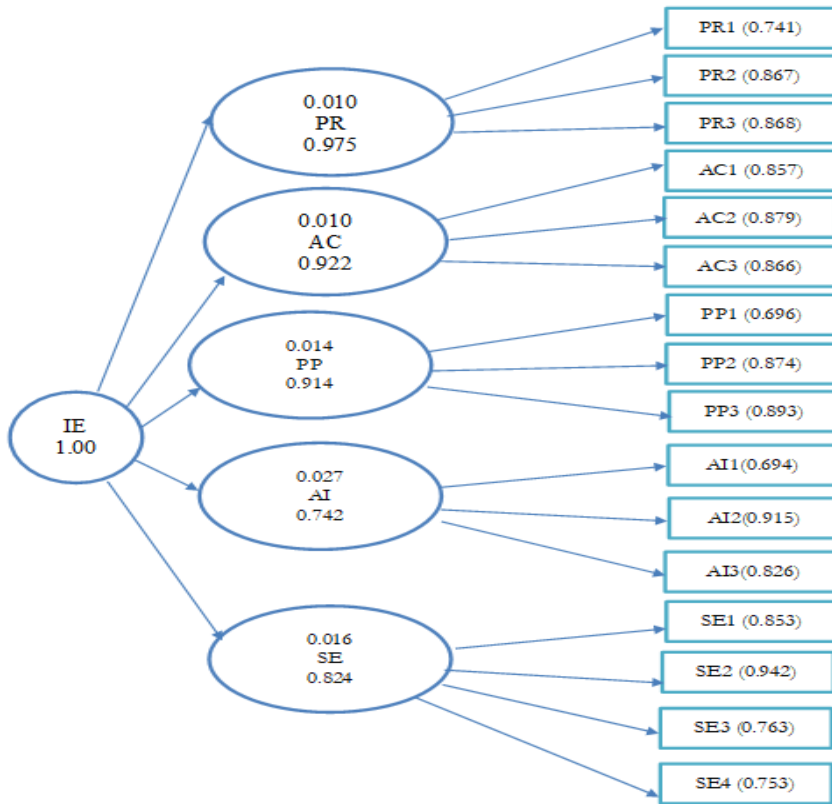 PR1 (0.741)
PR2 (0.867)
PR3 (0.868)
AC1 (0.857)
AC2 (0.879)
AC3 (0.866)
PP1 (0.696)
PP2 (0.874)
PP3 (0.893)
AI1(0.694)
AI2(0.915)
AI3(0.826)
SE1 (0.853)
SE2 (0.942)
SE3 (0.763)
SE4 (0.753)
0.010
PR
0.975
0.010
AC
0.922
0.014
PP
0.914
0.027
AI
0.742
0.016
SE
0.824
IE
1.00